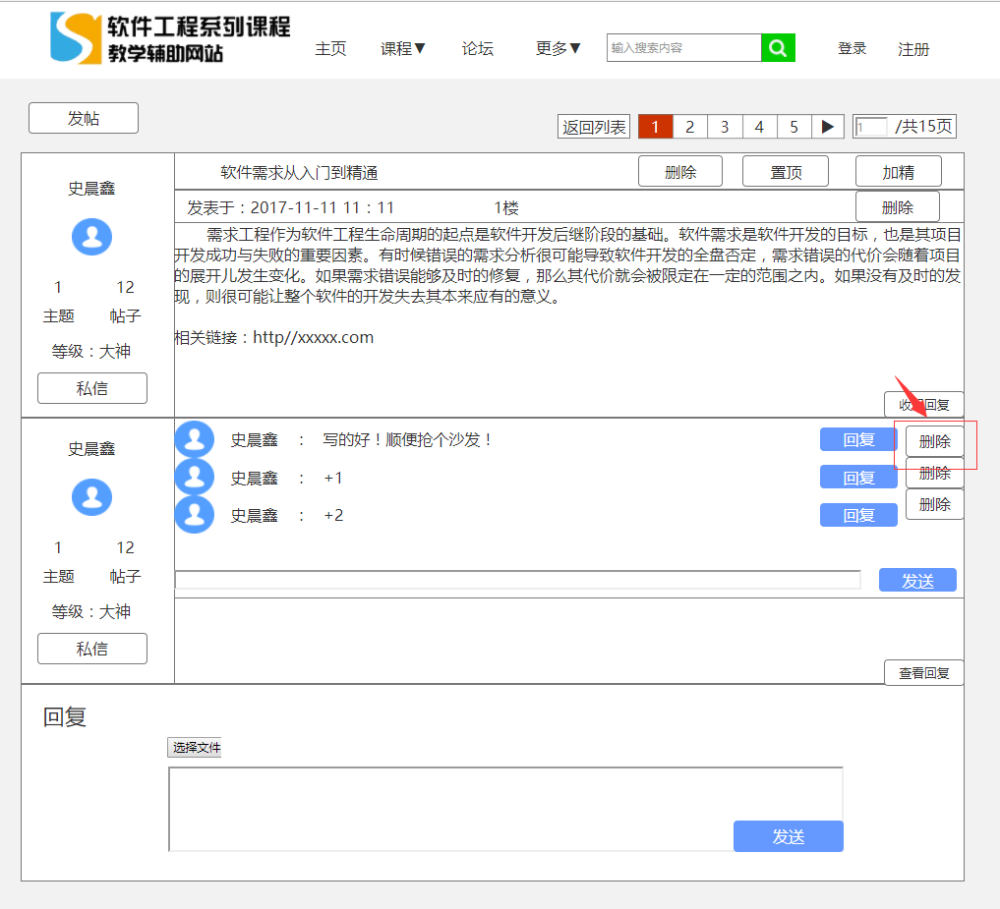 软件工程系列课程
教学辅助网站
主页 课程▼ 论坛 更多▼ 输入搜索内容 登录 注册
发帖
返回列表 1 2 3 4 5 ▶ 1 /共15页
史晨鑫
1 12
主题 帖子
等级：大神
私信
软件需求从入门到精通 删除 置顶 加精
发表于：2017-11-11 11：11 1楼 删除
需求工程作为软件工程生命周期的起点是软件开发后继阶段的基础。软件需求是软件开发的目标，也是其项目
开发成功与失败的重要因素。有时候错误的需求分析很可能导致软件开发的全盘否定，需求错误的代价会随着项目
的展开儿发生变化。如果需求错误能够及时的修复，那么其代价就会被限定在一定的范围之内。如果没有及时的发
现，则很可能让整个软件的开发失去其本来应有的意义。
相关链接：http//xxxxx.com
收 回复
史晨鑫
1 12
主题 帖子
等级：大神
私信
史晨鑫 ： 写的好！顺便抢个沙发！ 回复 删除
史晨鑫 ： +1 回复 删除
史晨鑫 ： +2 回复 删除
发送
查看回复
回复
选择文件
发送